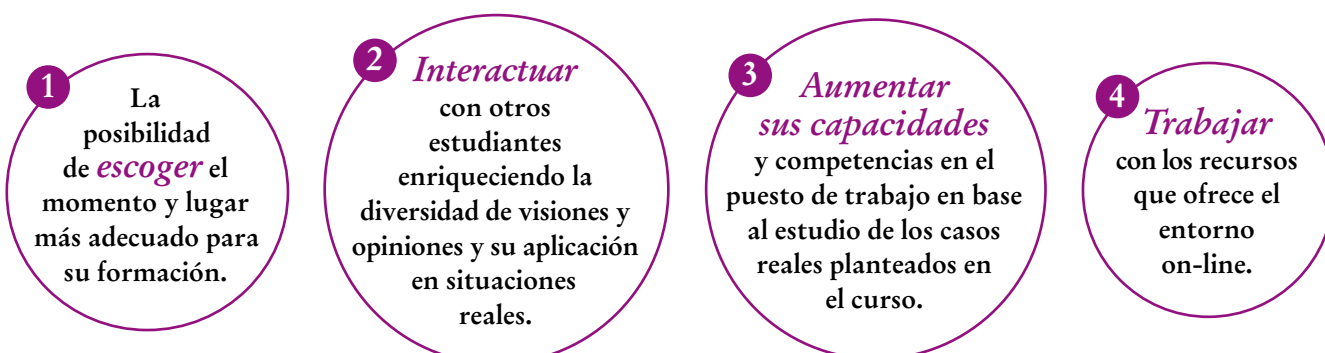 1
La
posibilidad
de escoger el
momento y lugar
más adecuado para
su formación.
2
Interactuar
con otros
estudiantes
enriqueciendo la
diversidad de visiones y
opiniones y su aplicación
en situaciones
reales.
3
Aumentar
sus capacidades
y competencias en el
puesto de trabajo en base
al estudio de los casos
reales planteados en
el curso.
4
Trabajar
con los recursos
que ofrece el
entorno
on-line.